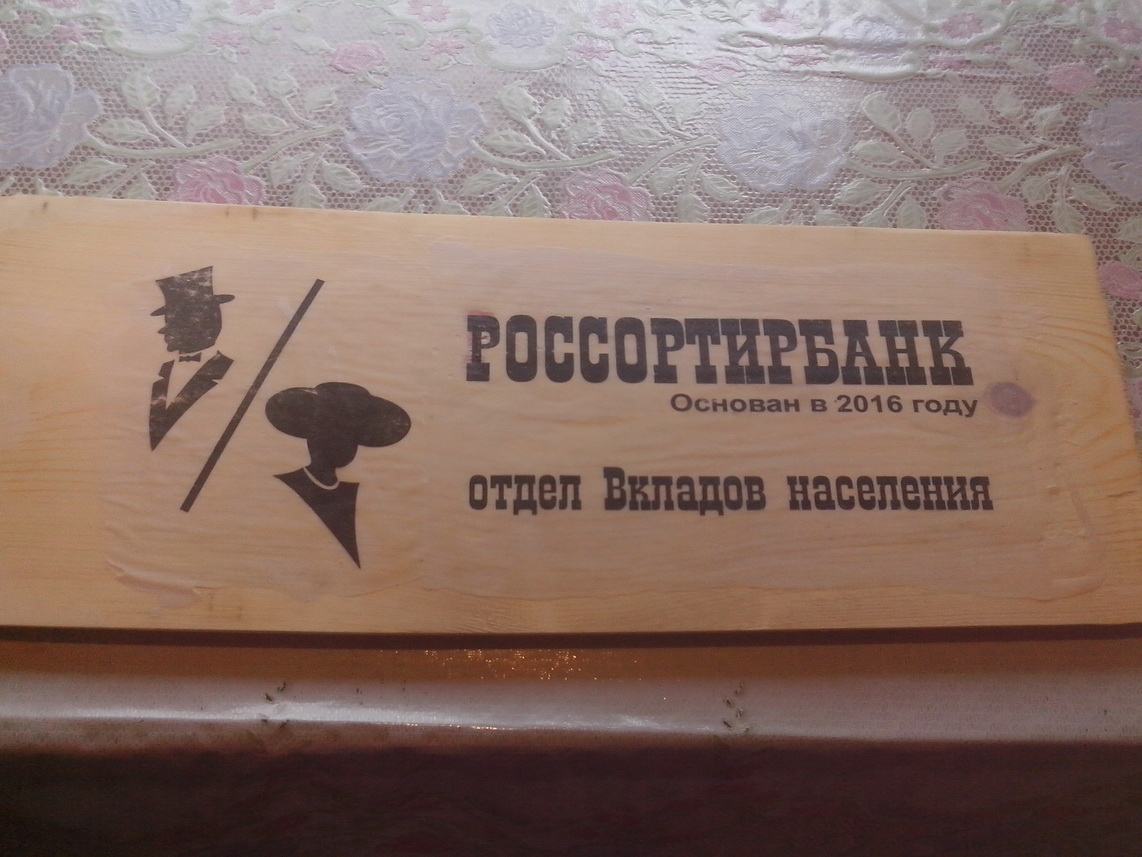 РОССОРТИРБАНК
Основан в 2016 году
отдел Вкладов населения